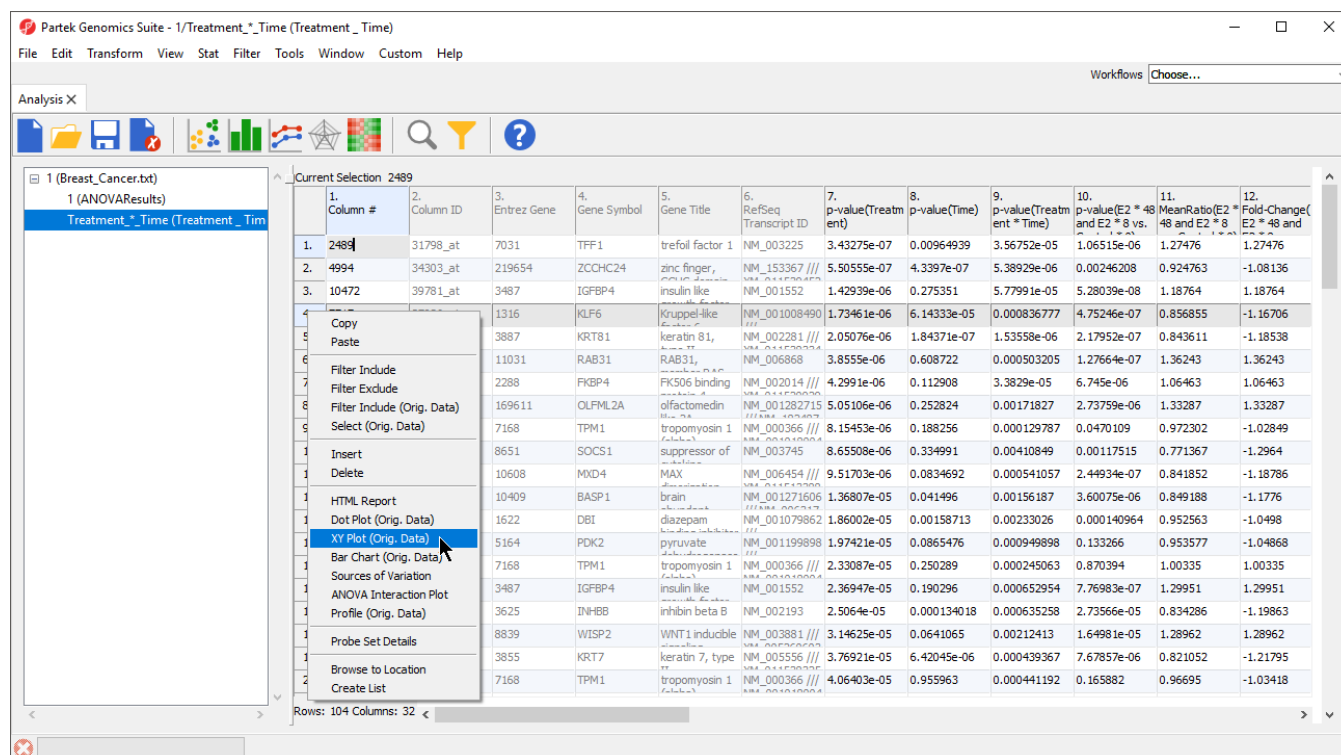 Partek Genomics Suite - 1/Treatment_*_Time (Treatment _ Time)
File Edit Transform View Stat Filter Tools Window Custom Help
Workflows Choose...
Analysis X
1 (Breast_Cancer.txt)
1 (ANOVAResults)
Treatment_*_Time (Treatment _ Tim
Current Selection 2489
1. Column # 2. Column ID 3. Entrez Gene 4. Gene Symbol 5. Gene Title 6. RefSeq Transcript ID 7. p-value(Treatm ent) 8. p-value(Time) 9. p-value(Treatm ent * Time) 10. p-value(E2 * 48 and E2 * 8 vs. 11. MeanRatio(E2 * 48 and E2 * 8 12. Fold-Change( E2 * 48 and
1. 2489 31798_at 7031 TFF1 trefoil factor 1 NM_003225 3.43275e-07 0.00964939 3.56752e-05 1.06515e-06 1.27476 1.27476
2. 4994 34303_at 219654 ZCCHC24 zinc finger, NM_153367 /// 5.50555e-07 4.3397e-07 5.38929e-06 0.00246208 0.924763 -1.08136
3. 10472 39781_at 3487 IGFBP4 insulin like NM_001552 1.42939e-06 0.275351 5.77991e-05 5.28039e-08 1.18764 1.18764
1316 KLF6 Kruppel-like NM_001008490 1.73461e-06 6.14333e-05 0.000836777 4.75246e-07 0.856855 -1.16706
3887 KRT81 keratin 81, NM_002281 /// 2.05076e-06 1.84371e-07 1.53558e-06 2.17952e-07 0.843611 -1.18538
11031 RAB31 RAB31, NM_006868 3.8555e-06 0.608722 0.000503205 1.27664e-07 1.36243 1.36243
2288 FKBP4 FK506 binding NM_002014 /// 4.2991e-06 0.112908 3.3829e-05 6.745e-06 1.06463 1.06463
169611 OLFML2A olfactomedin NM_001282715 5.05106e-06 0.252824 0.00171827 2.73759e-06 1.33287 1.33287
7168 TPM1 tropomyosin 1 NM_000366 /// 8.15453e-06 0.188256 0.000129787 0.0470109 0.972302 -1.02849
8651 SOCS1 suppressor of NM_003745 8.65508e-06 0.334991 0.00410849 0.00117515 0.771367 -1.2964
10608 MXD4 MAX NM_006454 /// 9.51703e-06 0.0834692 0.000541057 2.44934e-07 0.841852 -1.18786
10409 BASP1 brain NM_001271606 1.36807e-05 0.041496 0.00156187 3.60075e-06 0.849188 -1.1776
1622 DBI diazepam NM_001079862 1.86002e-05 0.00158713 0.00233026 0.000140964 0.952563 -1.0498
5164 PDK2 pyruvate NM_001199898 1.97421e-05 0.0865476 0.000949898 0.133266 0.953577 -1.04868
7168 TPM1 tropomyosin 1 NM_000366 /// 2.33087e-05 0.250289 0.000245063 0.870394 1.00335 1.00335
3487 IGFBP4 insulin like NM_001552 2.36947e-05 0.190296 0.000652954 7.76983e-07 1.29951 1.29951
3625 INHBB inhibin beta B NM_002193 2.5064e-05 0.000134018 0.000635258 2.73566e-05 0.834286 -1.19863
8839 WISP2 WNT1 inducible NM_003881 /// 3.14625e-05 0.0641065 0.00212413 1.64981e-05 1.28962 1.28962
3855 KRT7 keratin 7, type NM_005556 /// 3.76921e-05 6.42045e-06 0.000439367 7.67857e-06 0.821052 -1.21795
7168 TPM1 tropomyosin 1 NM_000366 /// 4.06403e-05 0.955963 0.000441192 0.165882 0.96695 -1.03418
Copy
Paste
Filter Include
Filter Exclude
Filter Include (Orig. Data)
Select (Orig. Data)
Insert
Delete
HTML Report
Dot Plot (Orig. Data)
XY Plot (Orig. Data)
Bar Chart (Orig. Data)
Sources of Variation
ANOVA Interaction Plot
Profile (Orig. Data)
Probe Set Details
Browse to Location
Create List
Rows: 104 Columns: 32